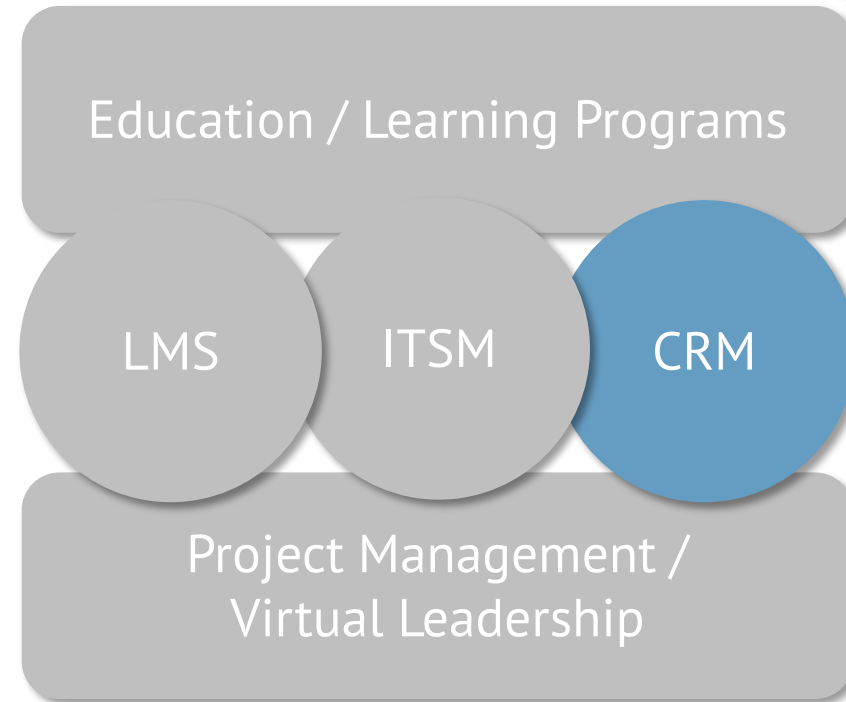 Education / Learning Programs
LMS
ITSM
CRM
Project Management /
Virtual Leadership